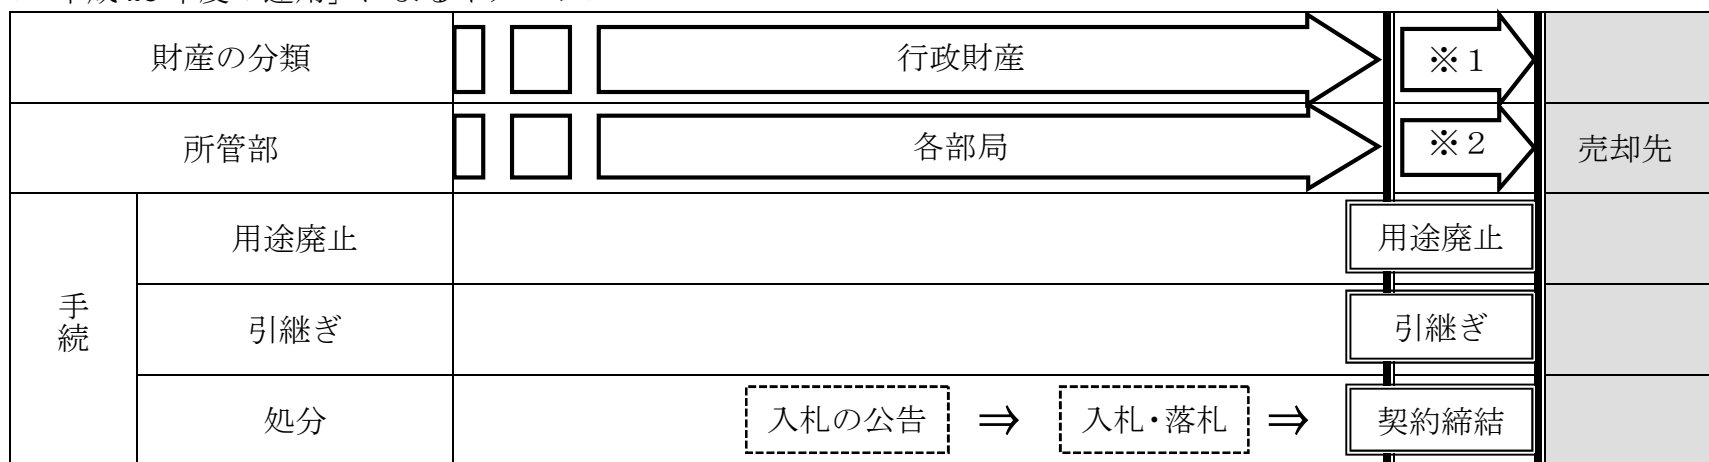 財産の分類
行政財産
※1
所管部
各部局
※2
売却先
手続
用途廃止
用途廃止
引継ぎ
引継ぎ
処分
入札の公告
⇒
入札・落札
⇒
契約締結